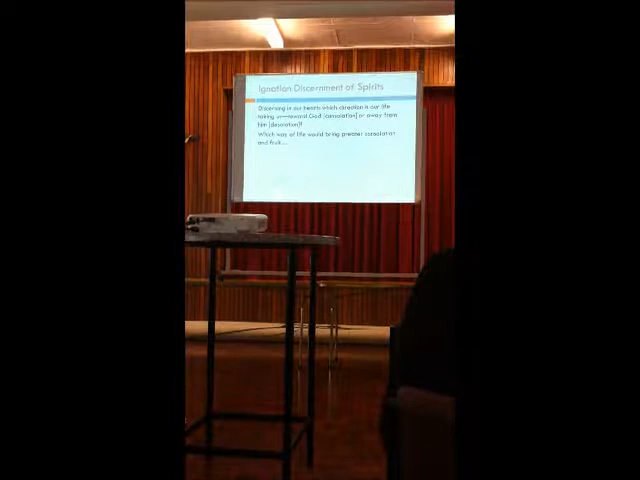 Ignatian Discernment of Spirits
Discerning in our hearts which direction is our life
taking us—toward God [consolation] or away from
him [desolation]?
Which way of life would bring greater consolation
and fruit...